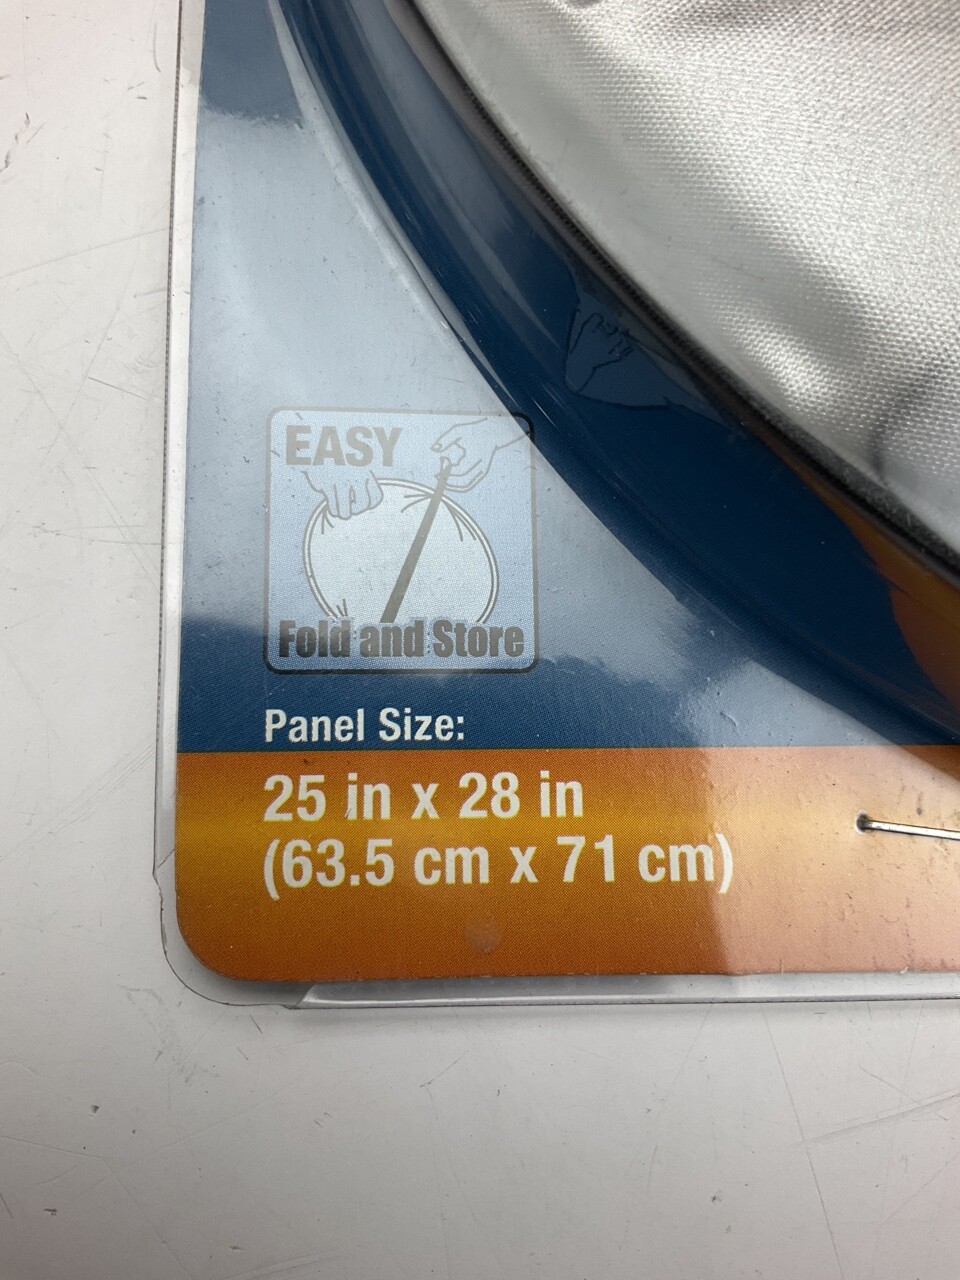 EASY
Fold and Store
Panel Size:
25 in x 28 in
(63.5 cm x 71 cm)